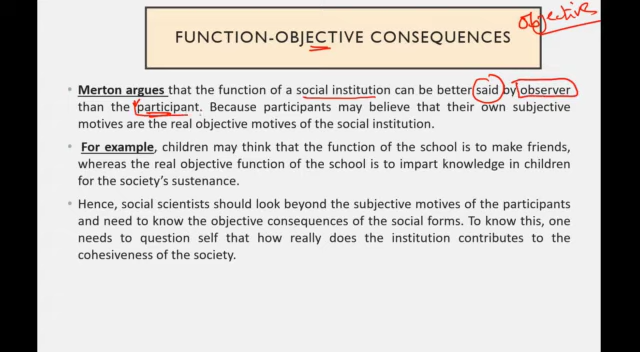 Objectives
FUNCTION-OBJECTIVE CONSEQUENCES
• Merton argues that the function of a social institution can be better said by observer
than the participant. Because participants may believe that their own subjective
motives are the real objective motives of the social institution.
• For example, children may think that the function of the school is to make friends,
whereas the real objective function of the school is to impart knowledge in children
for the society's sustenance.
• Hence, social scientists should look beyond the subjective motives of the participants
and need to know the objective consequences of the social forms. To know this, one
needs to question self that how really does the institution contributes to the
cohesiveness of the society.